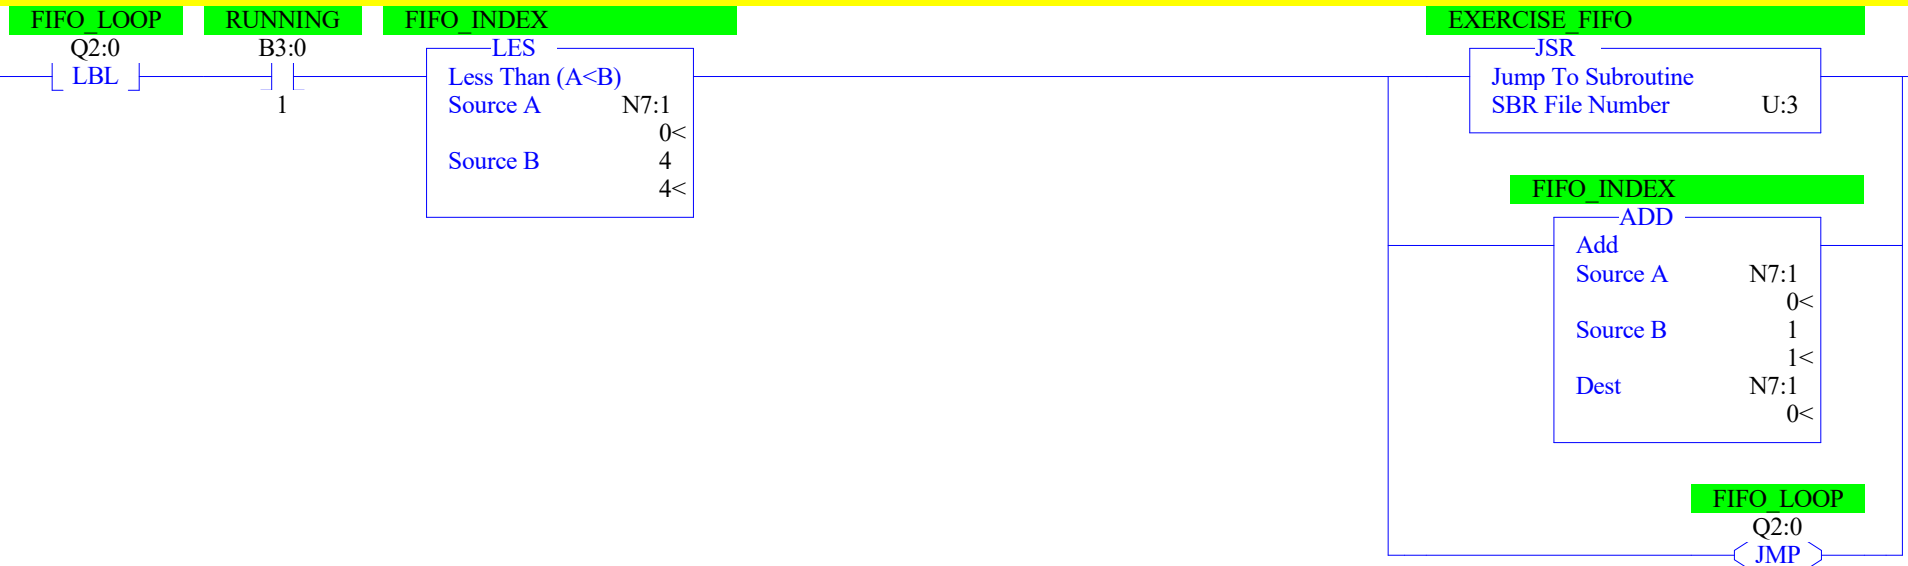 FIFO_LOOP
Q2:0
LBL
RUNNING
B3:0
1
FIFO_INDEX
LES
Less Than (A<B)
Source A N7:1
0<
Source B 4
4<
EXERCISE_FIFO
JSR
Jump To Subroutine
SBR File Number U:3
FIFO_INDEX
ADD
Add
Source A N7:1
0<
Source B 1
1<
Dest N7:1
0<
FIFO_LOOP
Q2:0
JMP